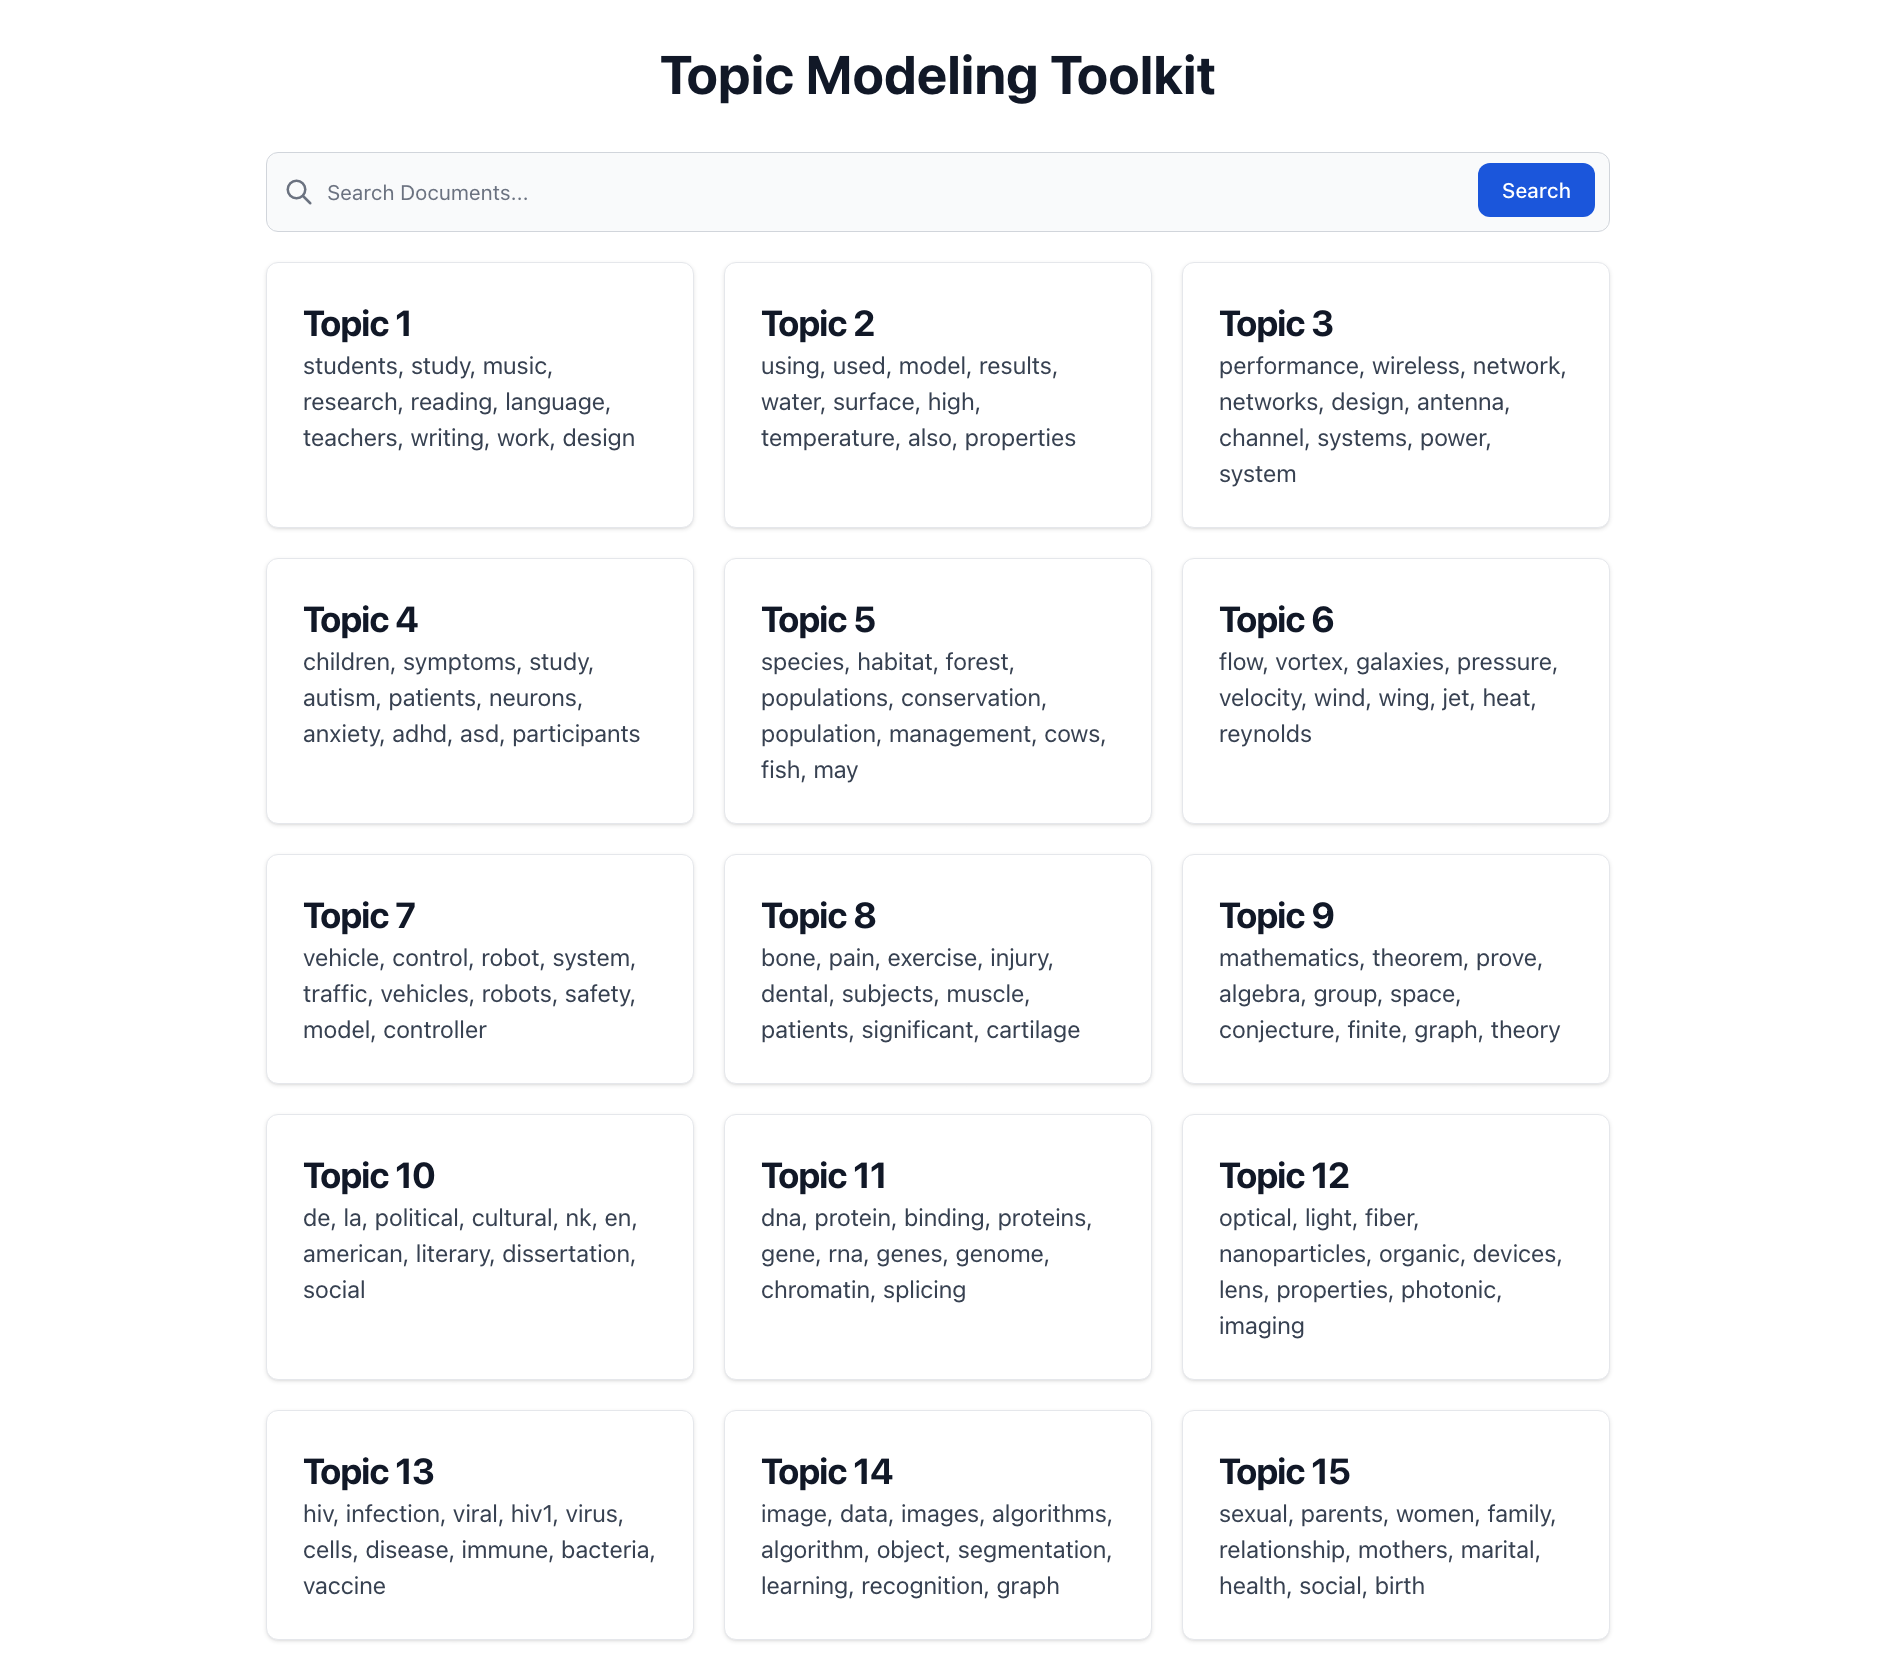 Topic Modeling Toolkit
Search Documents...
Search
Topic 1
students, study, music,
research, reading, language,
teachers, writing, work, design
Topic 2
using, used, model, results,
water, surface, high,
temperature, also, properties
Topic 3
performance, wireless, network,
networks, design, antenna,
channel, systems, power,
system
Topic 4
children, symptoms, study,
autism, patients, neurons,
anxiety, adhd, asd, participants
Topic 5
species, habitat, forest,
populations, conservation,
population, management, cows,
fish, may
Topic 6
flow, vortex, galaxies, pressure,
velocity, wind, wing, jet, heat,
reynolds
Topic 7
vehicle, control, robot, system,
traffic, vehicles, robots, safety,
model, controller
Topic 8
bone, pain, exercise, injury,
dental, subjects, muscle,
patients, significant, cartilage
Topic 9
mathematics, theorem, prove,
algebra, group, space,
conjecture, finite, graph, theory
Topic 10
de, la, political, cultural, nk, en,
american, literary, dissertation,
social
Topic 11
dna, protein, binding, proteins,
gene, rna, genes, genome,
chromatin, splicing
Topic 12
optical, light, fiber,
nanoparticles, organic, devices,
lens, properties, photonic,
imaging
Topic 13
hiv, infection, viral, hiv1, virus,
cells, disease, immune, bacteria,
vaccine
Topic 14
image, data, images, algorithms,
algorithm, object, segmentation,
learning, recognition, graph
Topic 15
sexual, parents, women, family,
relationship, mothers, marital,
health, social, birth